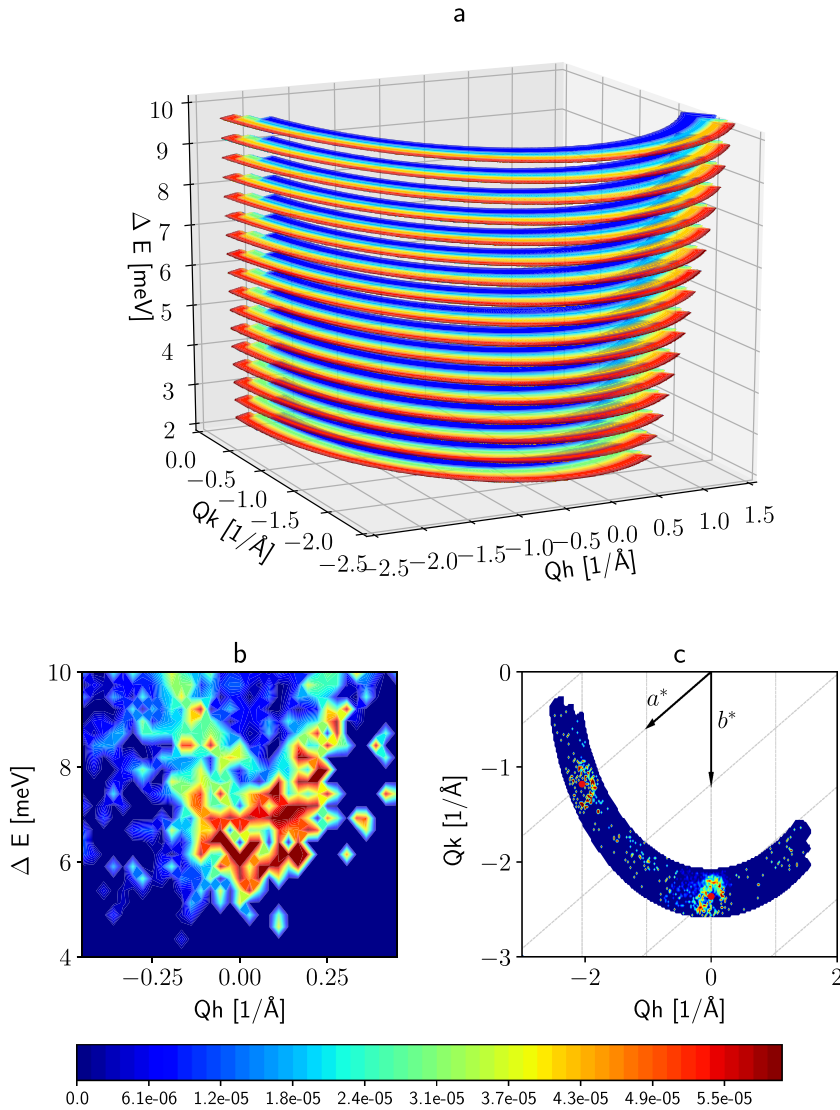 a
10
9
8
7
6
5
4
3
2
Δ E [meV]
0.0
−0.5
−1.0
−1.5
−2.0
−2.5
Qk [1/Å]
−2.5 −2.0 −1.5 −1.0 −0.5 0.0 0.5 1.0 1.5
Qh [1/Å]
b
10
8
6
4
Δ E [meV]
−0.25 0.00 0.25
Qh [1/Å]
c
0
−1
−2
−3
Qk [1/Å]
a*
b*
−2 0 2
Qh [1/Å]
0.0 6.1e-06 1.2e-05 1.8e-05 2.4e-05 3.1e-05 3.7e-05 4.3e-05 4.9e-05 5.5e-05